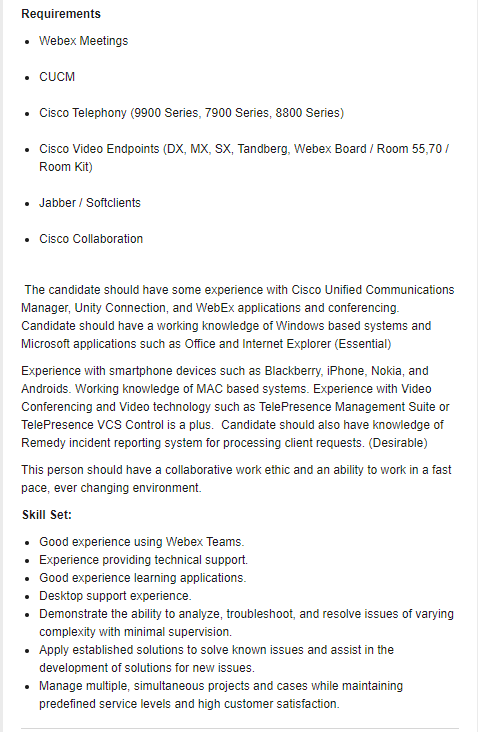 Requirements
• Webex Meetings
• CUCM
• Cisco Telephony (9900 Series, 7900 Series, 8800 Series)
• Cisco Video Endpoints (DX, MX, SX, Tandberg, Webex Board / Room 55,70 /
Room Kit)
• Jabber / Softclients
• Cisco Collaboration
The candidate should have some experience with Cisco Unified Communications
Manager, Unity Connection, and WebEx applications and conferencing.
Candidate should have a working knowledge of Windows based systems and
Microsoft applications such as Office and Internet Explorer (Essential)
Experience with smartphone devices such as Blackberry, iPhone, Nokia, and
Androids. Working knowledge of MAC based systems. Experience with Video
Conferencing and Video technology such as TelePresence Management Suite or
TelePresence VCS Control is a plus.  Candidate should also have knowledge of
Remedy incident reporting system for processing client requests. (Desirable)
This person should have a collaborative work ethic and an ability to work in a fast
pace, ever changing environment.
Skill Set:
• Good experience using Webex Teams.
• Experience providing technical support.
• Good experience learning applications.
• Desktop support experience.
• Demonstrate the ability to analyze, troubleshoot, and resolve issues of varying
complexity with minimal supervision.
• Apply established solutions to solve known issues and assist in the
development of solutions for new issues.
• Manage multiple, simultaneous projects and cases while maintaining
predefined service levels and high customer satisfaction.